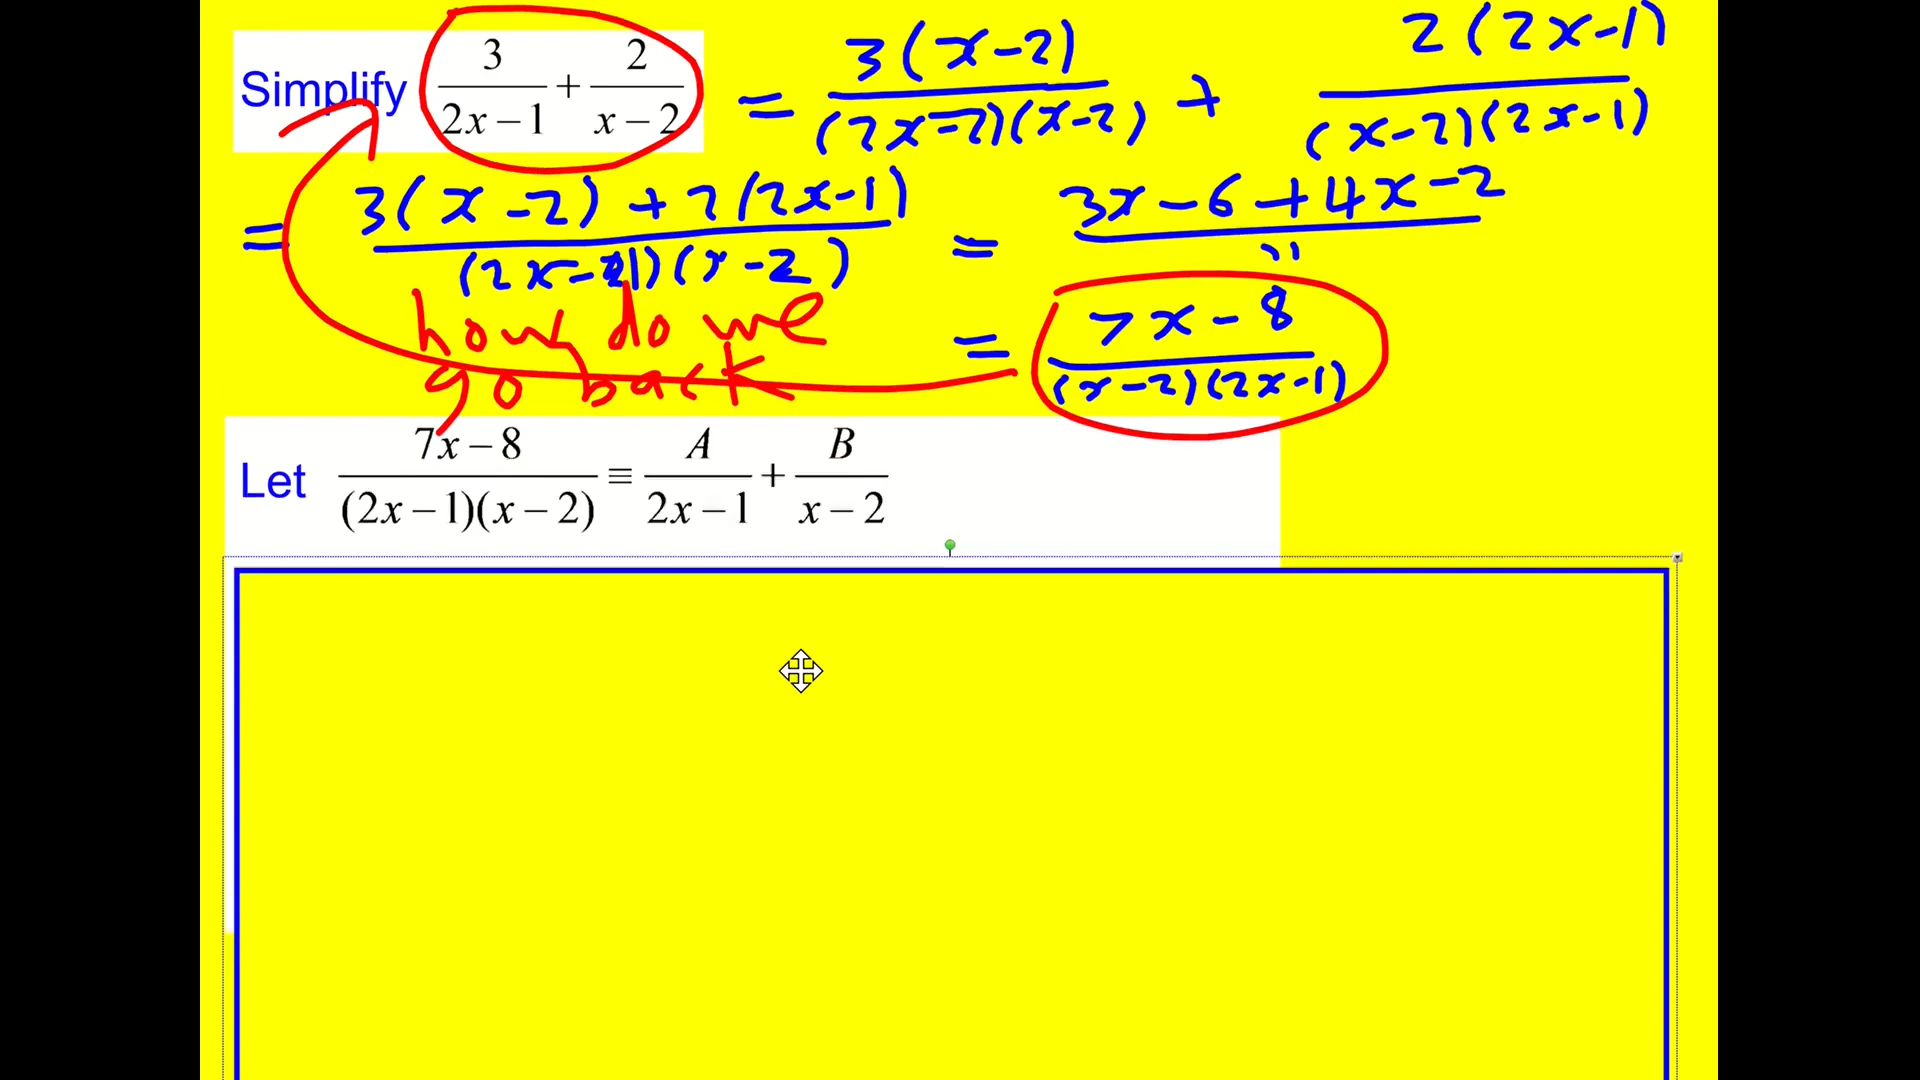 Simplify 3/(2x − 1) + 2/(x − 2) = 3(x−2)/(2x−2)(x−2) + 2(2x−1)/(x−2)(2x−1)
= 3(x−2) + 2(2x−1)/(2x−1)(x−2) = 3x−6+4x−2/"
how do we
go back
= 7x−8/(x−2)(2x−1)
Let 7x − 8/(2x − 1)(x − 2) ≡ A/(2x − 1) + B/(x − 2)